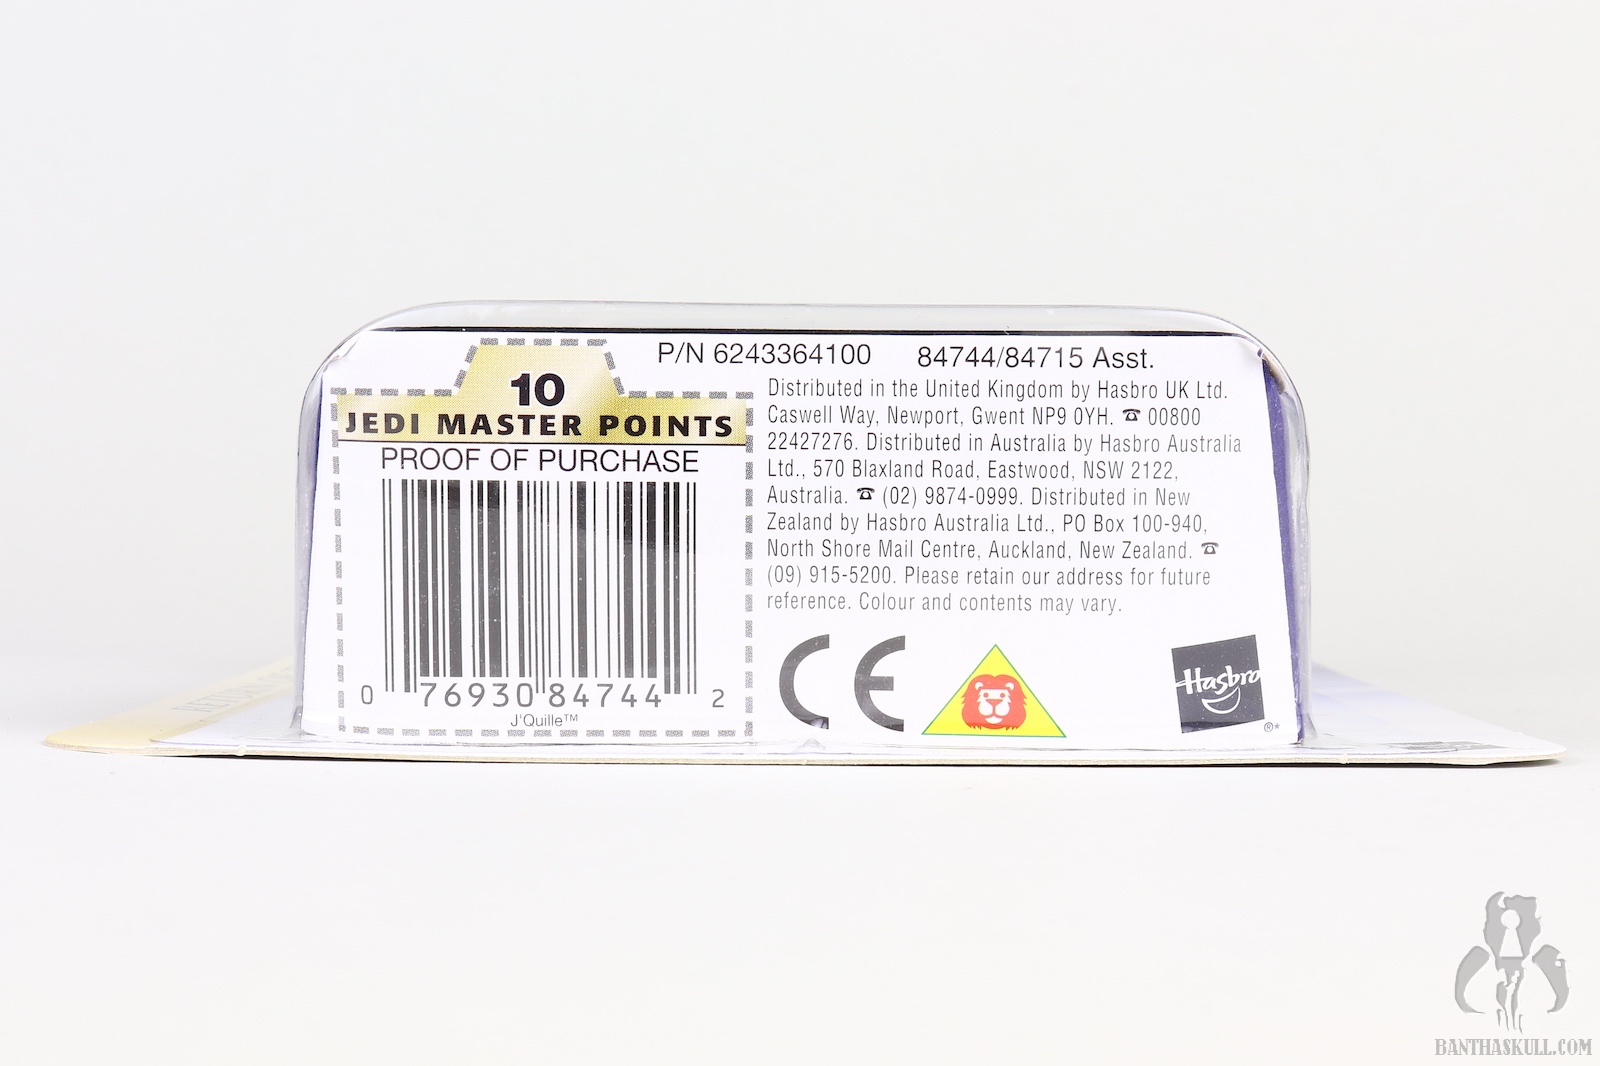 10
JEDI MASTER POINTS
PROOF OF PURCHASE
0 76930 84744 2
J'Quille™
P/N 6243364100 84744/84715 Asst.
Distributed in the United Kingdom by Hasbro UK Ltd.
Caswell Way, Newport, Gwent NP9 0YH. ☎ 00800
22427276. Distributed in Australia by Hasbro Australia
Ltd., 570 Blaxland Road, Eastwood, NSW 2122,
Australia. ☎ (02) 9874-0999. Distributed in New
Zealand by Hasbro Australia Ltd., PO Box 100-940,
North Shore Mail Centre, Auckland, New Zealand. ☎
(09) 915-5200. Please retain our address for future
reference. Colour and contents may vary.
CE
Hasbro
®*
BANTHASKULL.COM